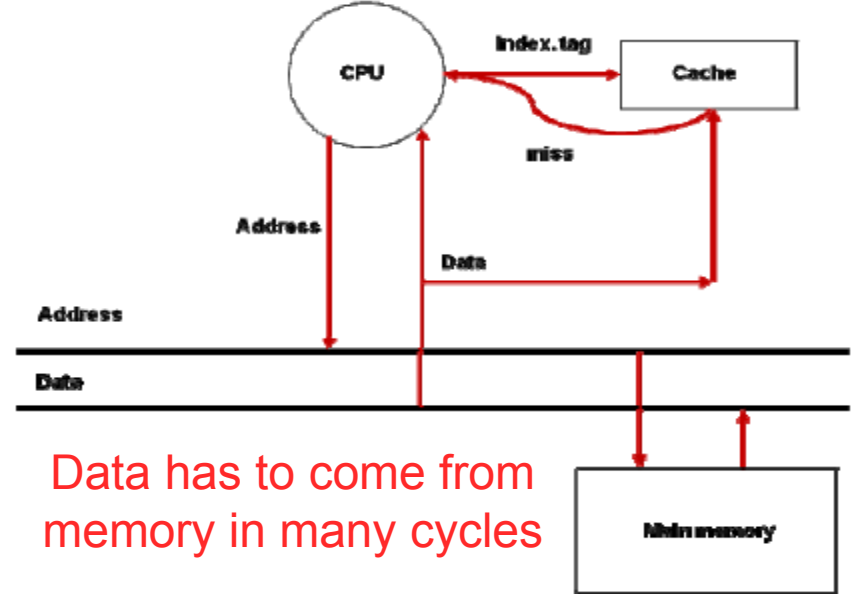 Index.tag
CPU
Cache
miss
Address
Data
Address
Data
Data has to come from
memory in many cycles
Main memory